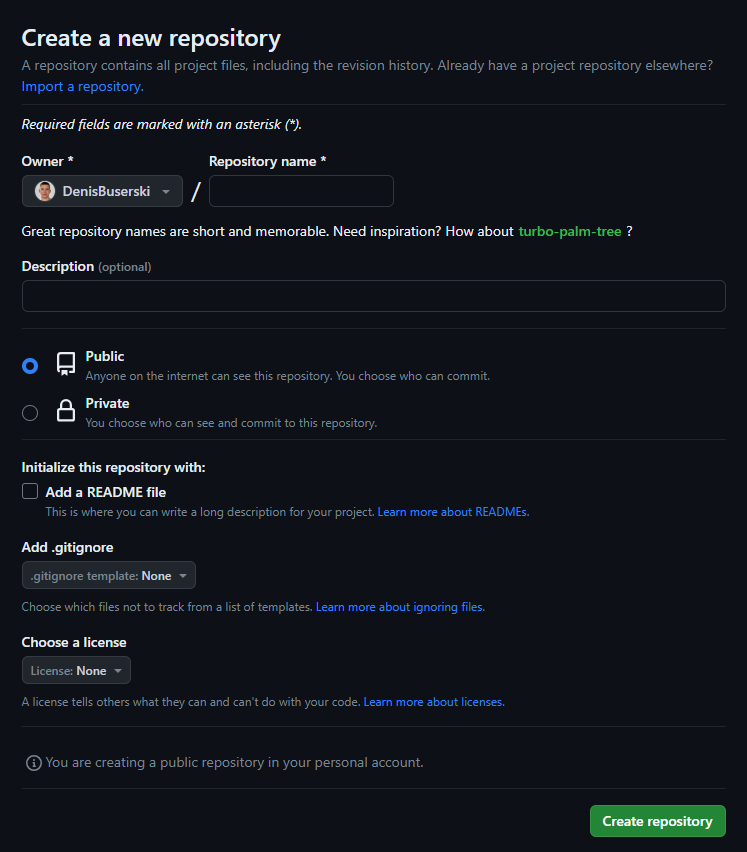 Create a new repository
A repository contains all project files, including the revision history. Already have a project repository elsewhere?
Import a repository.
Required fields are marked with an asterisk (*).
Owner * Repository name *
DenisBuserski /
Great repository names are short and memorable. Need inspiration? How about turbo-palm-tree ?
Description (optional)
Public
Anyone on the internet can see this repository. You choose who can commit.
Private
You choose who can see and commit to this repository.
Initialize this repository with:
Add a README file
This is where you can write a long description for your project. Learn more about READMEs.
Add .gitignore
.gitignore template: None
Choose which files not to track from a list of templates. Learn more about ignoring files.
Choose a license
License: None
A license tells others what they can and can't do with your code. Learn more about licenses.
You are creating a public repository in your personal account.
Create repository